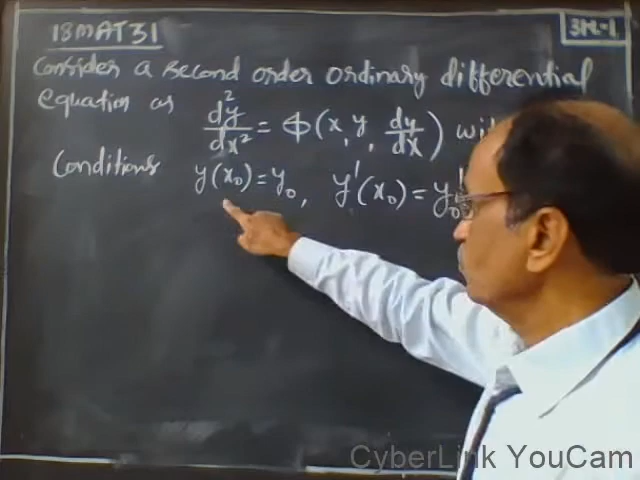 18MAT31
3M-1
Consider a second order ordinary differential
equation as d²y/dx² = Φ(x, y, dy/dx)
Conditions y(x₀)=y₀, y'(x₀)=y₀'
CyberLink YouCam